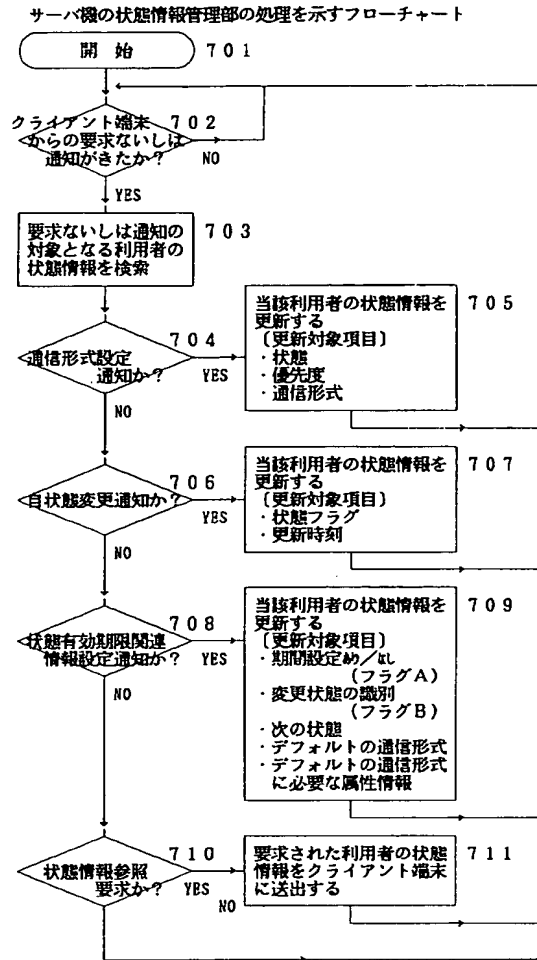 サーバ機の状態情報管理部の処理を示すフローチャート
開 始
701
クライアント端末
からの要求ないしは
通知がきたか?
702
NO
YES
要求ないしは通知の
対象となる利用者の
状態情報を検索
703
通信形式設定
通知か?
704
YES
NO
当該利用者の状態情報を
更新する
〔更新対象項目〕
・状態
・優先度
・通信形式
705
自状態変更通知か?
706
YES
NO
当該利用者の状態情報を
更新する
〔更新対象項目〕
・状態フラグ
・更新時刻
707
状態有効期限関連
情報設定通知か?
708
YES
NO
当該利用者の状態情報を
更新する
〔更新対象項目〕
・期間設定あり/なし
(フラグA)
・変更状態の識別
(フラグB)
・次の状態
・デフォルトの通信形式
・デフォルトの通信形式
に必要な属性情報
709
状態情報参照
要求か?
710
YES
NO
要求された利用者の状態
情報をクライアント端末
に送出する
711